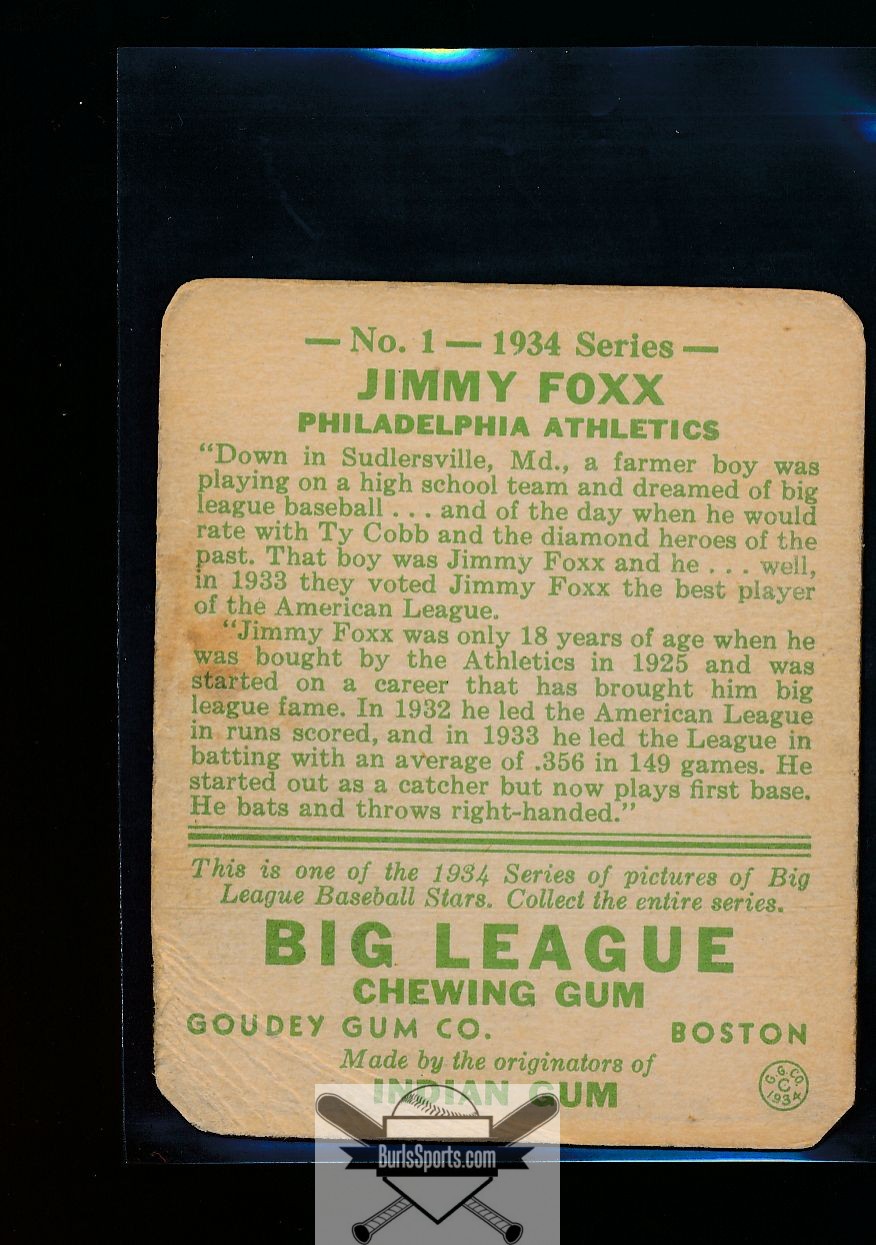 — No. 1 — 1934 Series —
JIMMY FOXX
PHILADELPHIA ATHLETICS
"Down in Sudlersville, Md., a farmer boy was
playing on a high school team and dreamed of big
league baseball . . . and of the day when he would
rate with Ty Cobb and the diamond heroes of the
past. That boy was Jimmy Foxx and he . . . well,
in 1933 they voted Jimmy Foxx the best player
of the American League.
"Jimmy Foxx was only 18 years of age when he
was bought by the Athletics in 1925 and was
started on a career that has brought him big
league fame. In 1932 he led the American League
in runs scored, and in 1933 he led the League in
batting with an average of .356 in 149 games. He
started out as a catcher but now plays first base.
He bats and throws right-handed."
This is one of the 1934 Series of pictures of Big
League Baseball Stars. Collect the entire series.
BIG LEAGUE
CHEWING GUM
GOUDEY GUM CO. BOSTON
Made by the originators of
INDIAN GUM
G. G. Co.
C
1934
BurlsSports.com